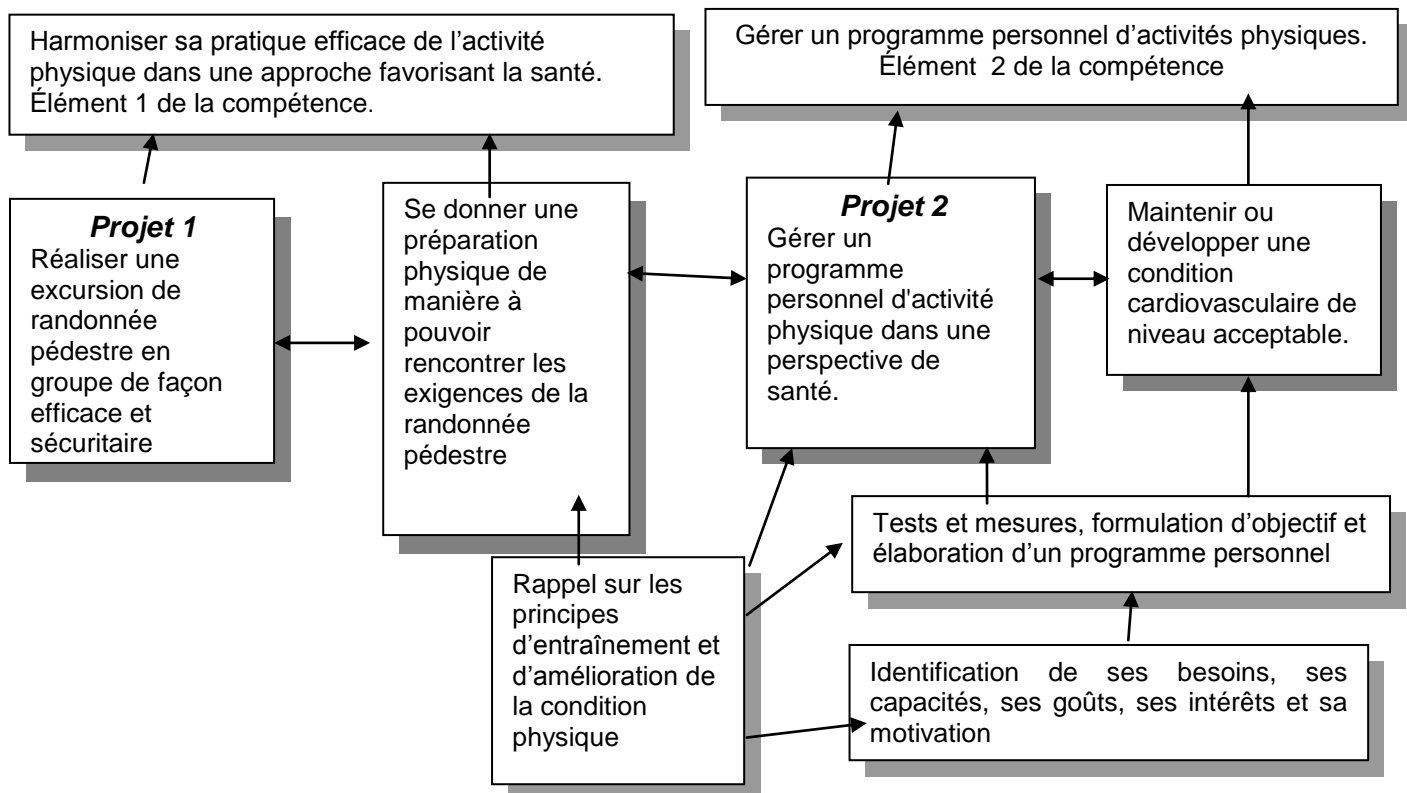 Harmoniser sa pratique efficace de l’activité
physique dans une approche favorisant la santé.
Élément 1 de la compétence.
Gérer un programme personnel d’activités physiques.
Élément 2 de la compétence
Projet 1
Réaliser une
excursion de
randonnée
pédestre en
groupe de façon
efficace et
sécuritaire
Se donner une
préparation
physique de
manière à
pouvoir
rencontrer les
exigences de la
randonnée
pédestre
Projet 2
Gérer un
programme
personnel d'activité
physique dans une
perspective de
santé.
Maintenir ou
développer une
condition
cardiovasculaire de
niveau acceptable.
Tests et mesures, formulation d’objectif et
élaboration d’un programme personnel
Rappel sur les
principes
d’entraînement et
d’amélioration de
la condition
physique
Identification de ses besoins, ses
capacités, ses goûts, ses intérêts et sa
motivation